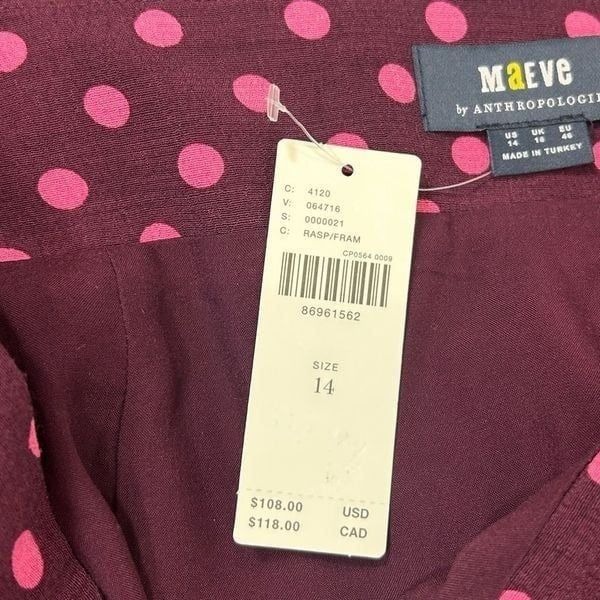 MaEVe
by ANTHROPOLOGIE
US UK EU
14 18 46
MADE IN TURKEY
C: 4120
V: 064716
S: 0000021
C: RASP/FRAM
CP0564 0009
86961562
SIZE
14
$108.00 USD
$118.00 CAD